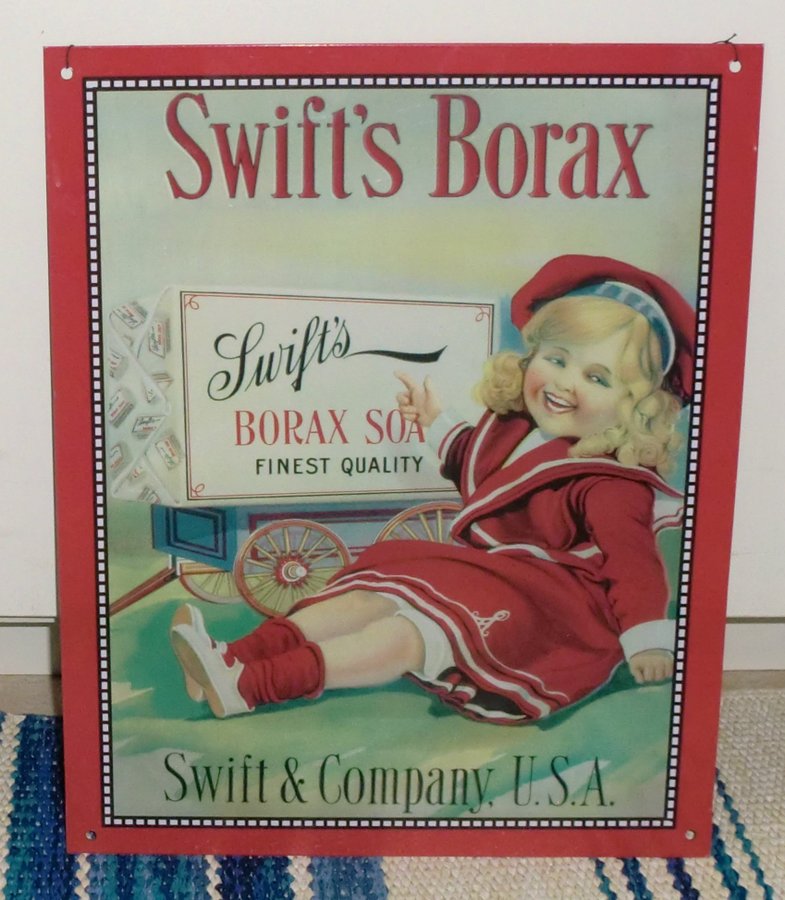 Swift's Borax
Swift's
BORAX SOA
FINEST QUALITY
A
Swift & Company, U.S.A.